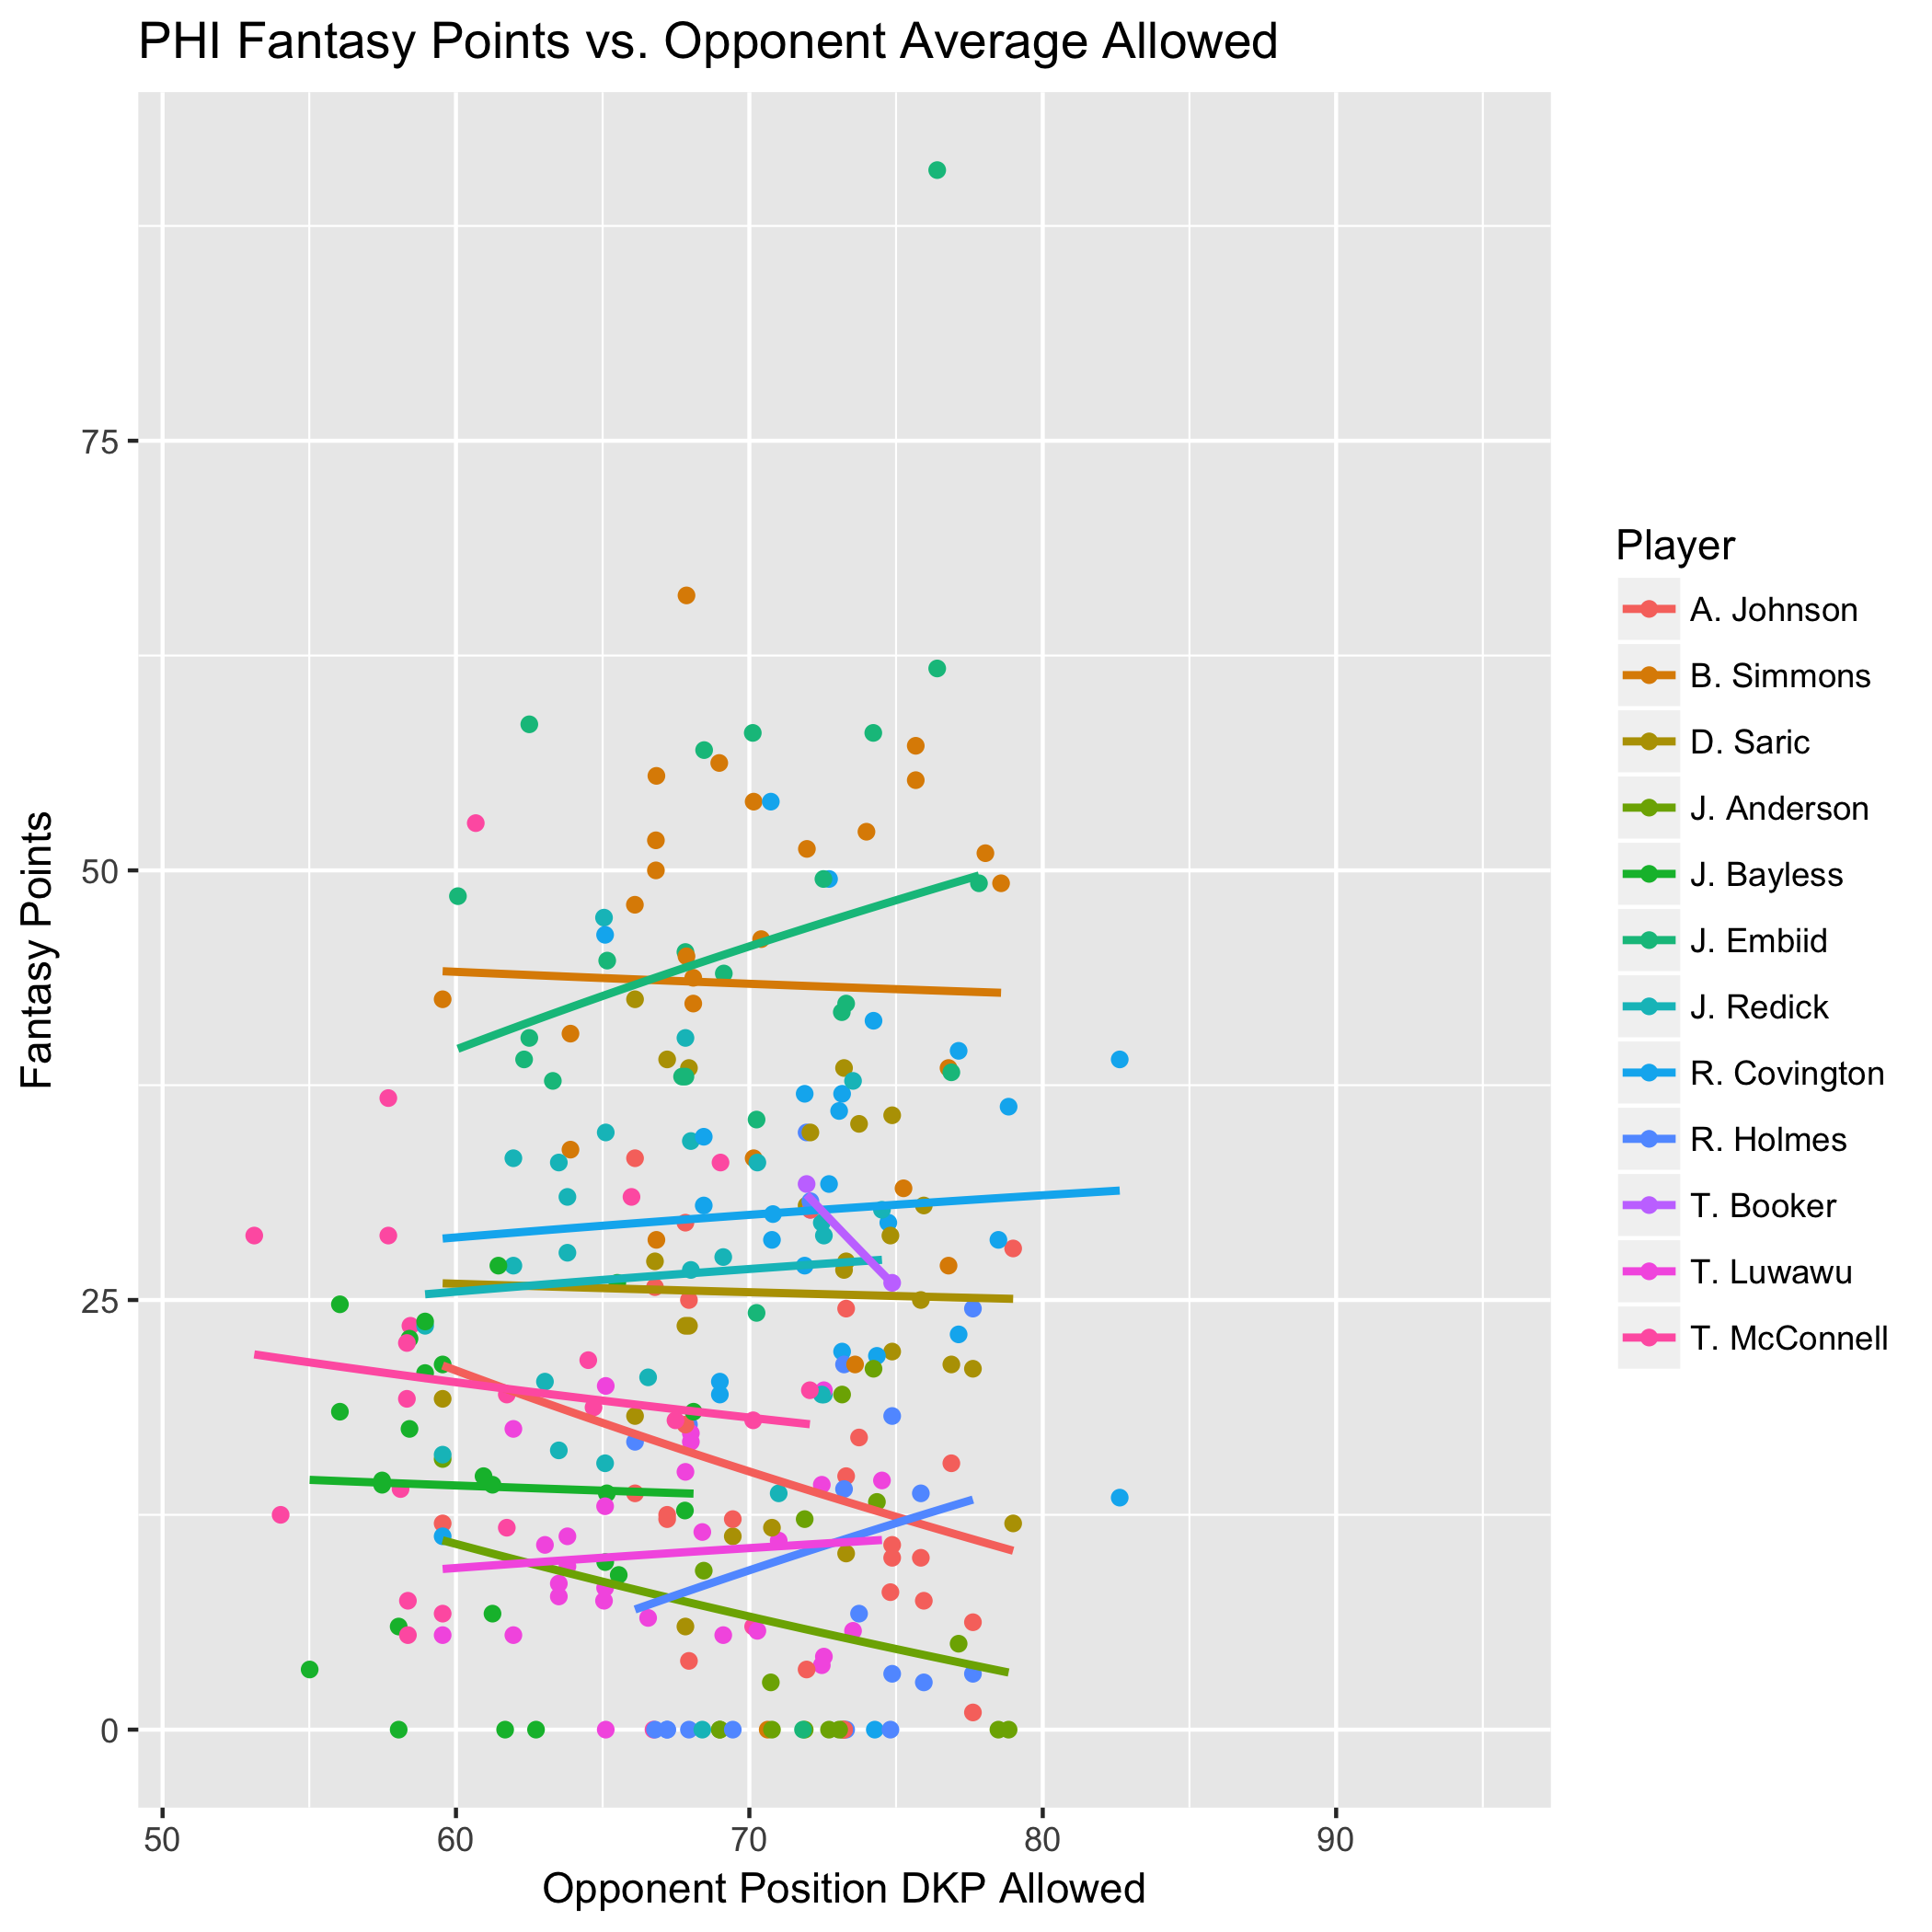 PHI Fantasy Points vs. Opponent Average Allowed
Fantasy Points
75
50
25
0
50 60 70 80 90
Opponent Position DKP Allowed
Player
A. Johnson
B. Simmons
D. Saric
J. Anderson
J. Bayless
J. Embiid
J. Redick
R. Covington
R. Holmes
T. Booker
T. Luwawu
T. McConnell